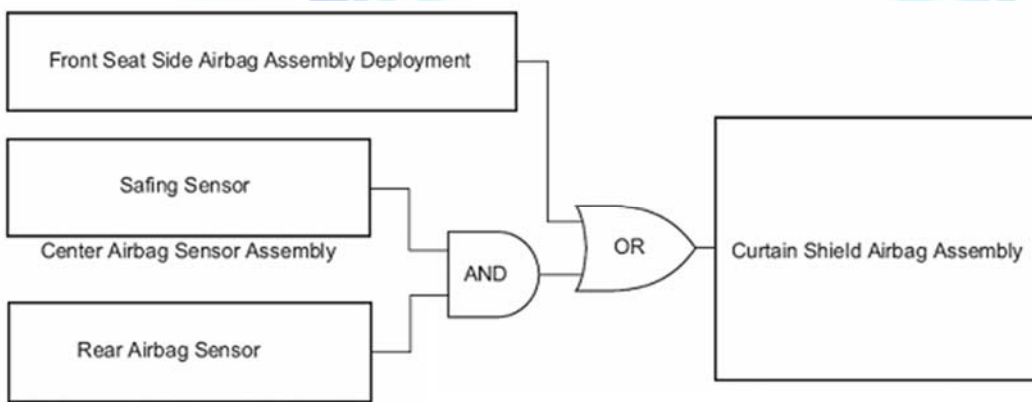 Front Seat Side Airbag Assembly Deployment
Safing Sensor
Center Airbag Sensor Assembly
Rear Airbag Sensor
AND
OR
Curtain Shield Airbag Assembly